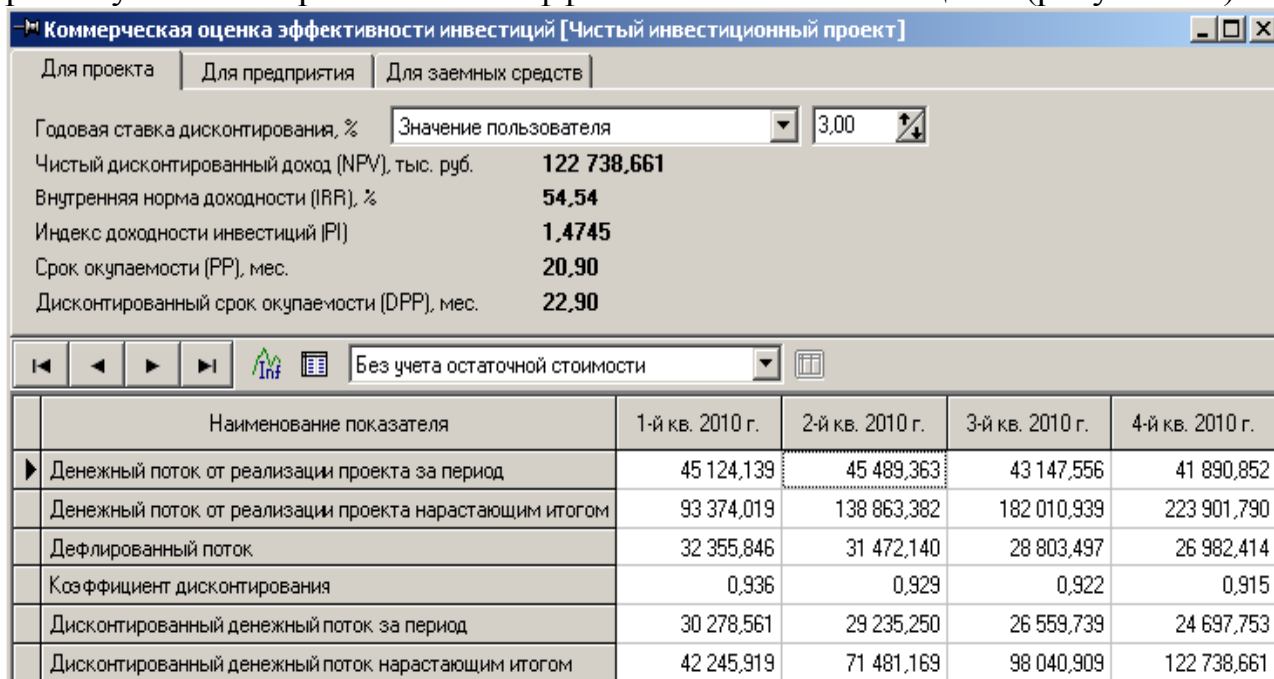 Коммерческая оценка эффективности инвестиций [Чистый инвестиционный проект]
Для проекта Для предприятия Для заемных средств
Годовая ставка дисконтирования, % Значение пользователя 3,00
Чистый дисконтированный доход (NPV), тыс. руб. 122 738,661
Внутренняя норма доходности (IRR), % 54,54
Индекс доходности инвестиций (PI) 1,4745
Срок окупаемости (PP), мес. 20,90
Дисконтированный срок окупаемости (DPP), мес. 22,90
Inf Без учета остаточной стоимости
Наименование показателя 1-й кв. 2010 г. 2-й кв. 2010 г. 3-й кв. 2010 г. 4-й кв. 2010 г.
Денежный поток от реализации проекта за период 45 124,139 45 489,363 43 147,556 41 890,852
Денежный поток от реализации проекта нарастающим итогом 93 374,019 138 863,382 182 010,939 223 901,790
Дефлированный поток 32 355,846 31 472,140 28 803,497 26 982,414
Коэффициент дисконтирования 0,936 0,929 0,922 0,915
Дисконтированный денежный поток за период 30 278,561 29 235,250 26 559,739 24 697,753
Дисконтированный денежный поток нарастающим итогом 42 245,919 71 481,169 98 040,909 122 738,661